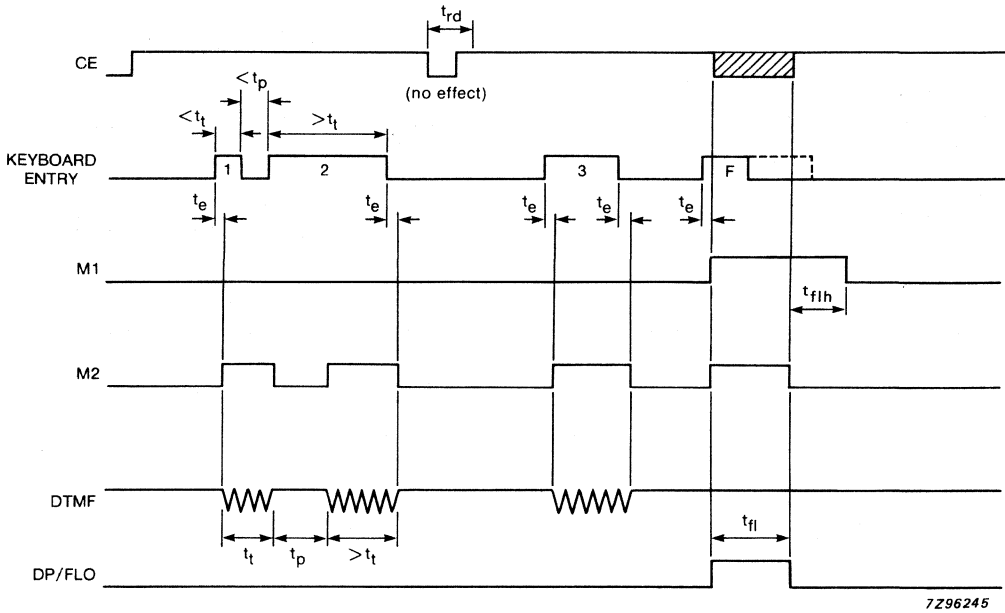 t_rd
CE
(no effect)
<t_p
<t_t
>t_t
KEYBOARD
ENTRY
1
2
3
F
t_e
t_e
t_e
t_e
t_e
M1
t_flh
M2
DTMF
t_t
t_p
>t_t
t_fl
DP/FLO
7Z96245